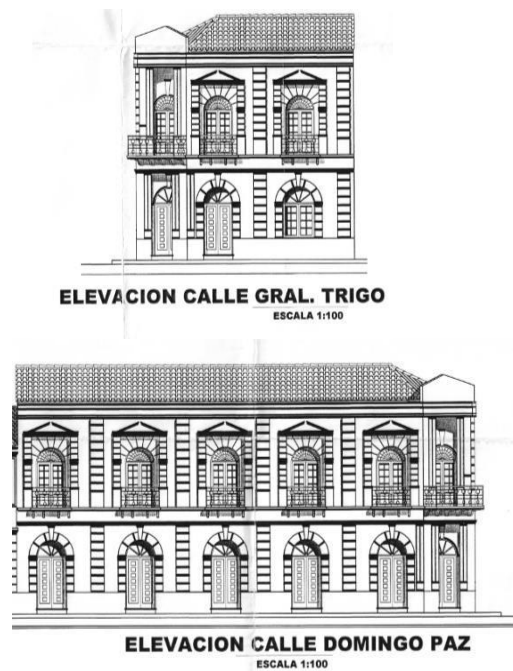 ELEVACION CALLE GRAL. TRIGO
ESCALA 1:100
ELEVACION CALLE DOMINGO PAZ
ESCALA 1:100